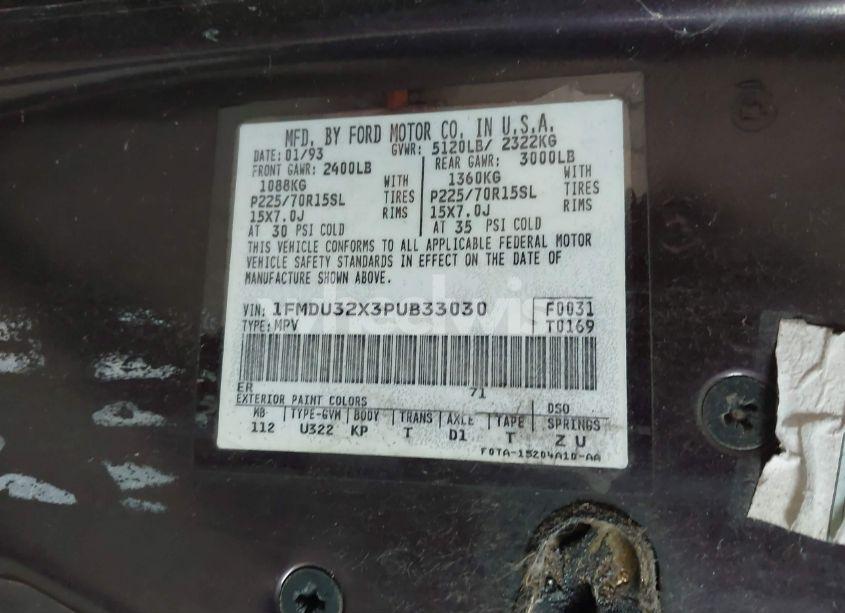 MFD. BY FORD MOTOR CO. IN U.S.A.
DATE: 01/93 GVWR: 5120LB/ 2322KG
FRONT GAWR: 2400LB REAR GAWR: 3000LB
1088KG WITH 1360KG WITH
P225/70R15SL TIRES P225/70R15SL TIRES
15X7.0J RIMS 15X7.0J RIMS
AT 30 PSI COLD AT 35 PSI COLD
THIS VEHICLE CONFORMS TO ALL APPLICABLE FEDERAL MOTOR
VEHICLE SAFETY STANDARDS IN EFFECT ON THE DATE OF
MANUFACTURE SHOWN ABOVE.
VIN: 1FMDU32X3PUB33030 F0031
TYPE: MPV T0169
ER 71
EXTERIOR PAINT COLORS DSO
WB TYPE-GVM BODY TRANS AXLE TAPE SPRINGS
112 U322 KP T D1 T Z U
F0TA-15204A10-AA